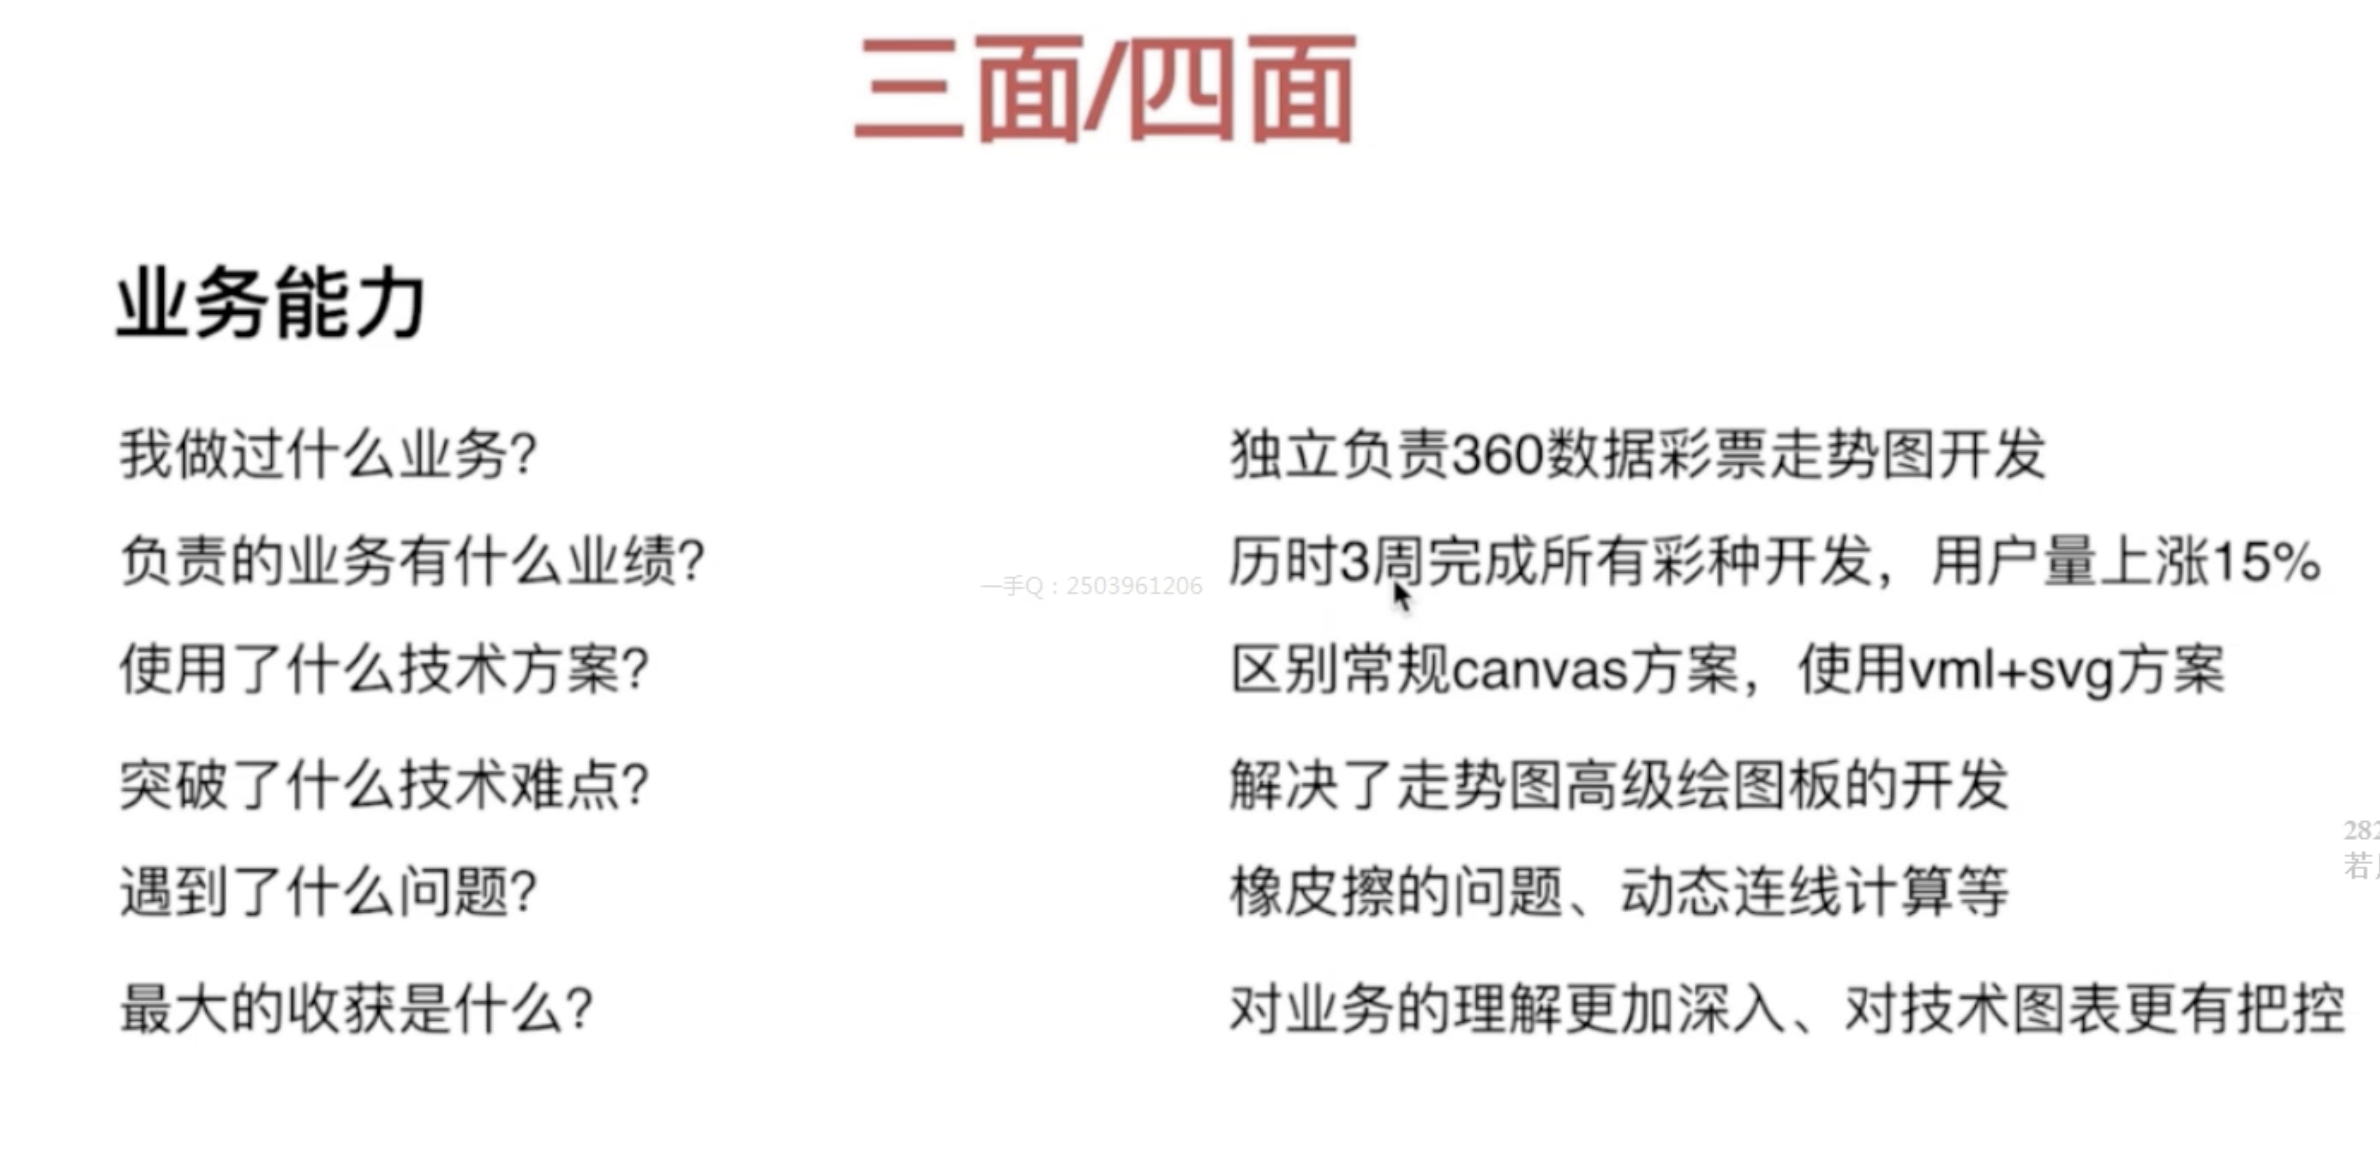 三面/四面
业务能力
我做过什么业务? 独立负责360数据彩票走势图开发
负责的业务有什么业绩? 历时3周完成所有彩种开发，用户量上涨15%
一手Q：2503961206
使用了什么技术方案? 区别常规canvas方案，使用vml+svg方案
突破了什么技术难点? 解决了走势图高级绘图板的开发
282
若
遇到了什么问题? 橡皮擦的问题、动态连线计算等
最大的收获是什么? 对业务的理解更加深入、对技术图表更有把控